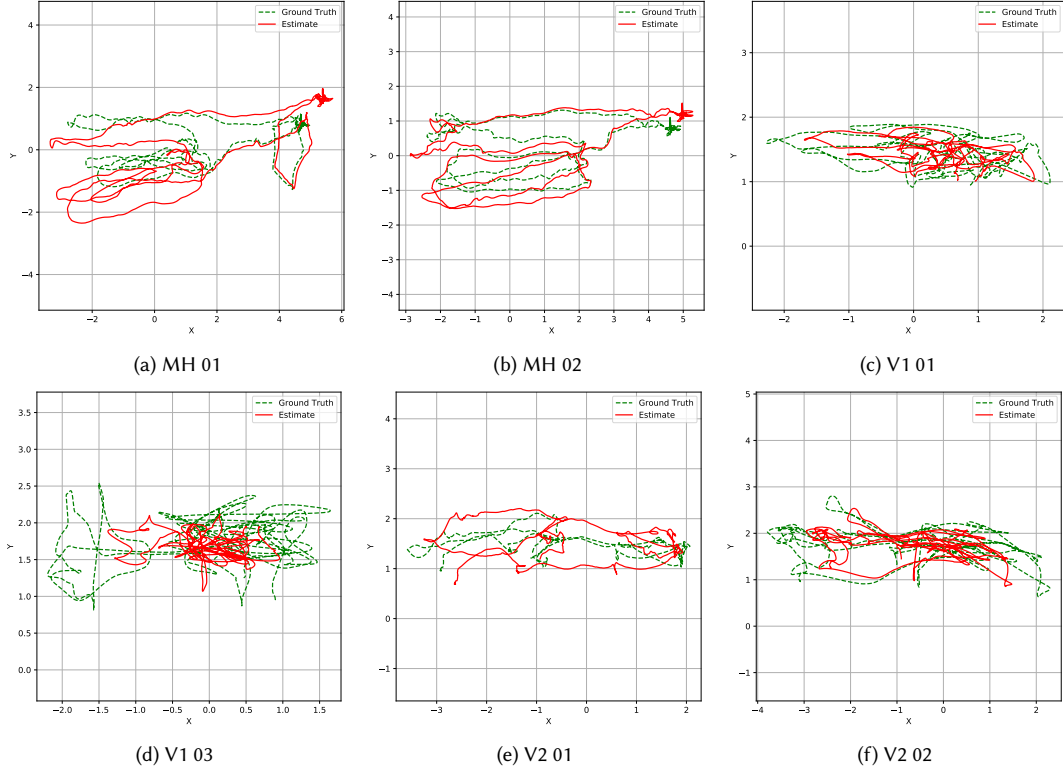 Ground Truth
Estimate
4
2
0
−2
−4
Y
−2
0
2
4
6
X
(a) MH 01
Ground Truth
Estimate
4
3
2
1
0
−1
−2
−3
−4
Y
−3
−2
−1
0
1
2
3
4
5
X
(b) MH 02
Ground Truth
Estimate
3
2
1
0
Y
−2
−1
0
1
2
X
(c) V1 01
Ground Truth
Estimate
3.5
3.0
2.5
2.0
1.5
1.0
0.5
0.0
Y
−2.0
−1.5
−1.0
−0.5
0.0
0.5
1.0
1.5
X
(d) V1 03
Ground Truth
Estimate
4
3
2
1
0
−1
Y
−3
−2
−1
0
1
2
X
(e) V2 01
Ground Truth
Estimate
5
4
3
2
1
0
−1
Y
−4
−3
−2
−1
0
1
2
X
(f) V2 02